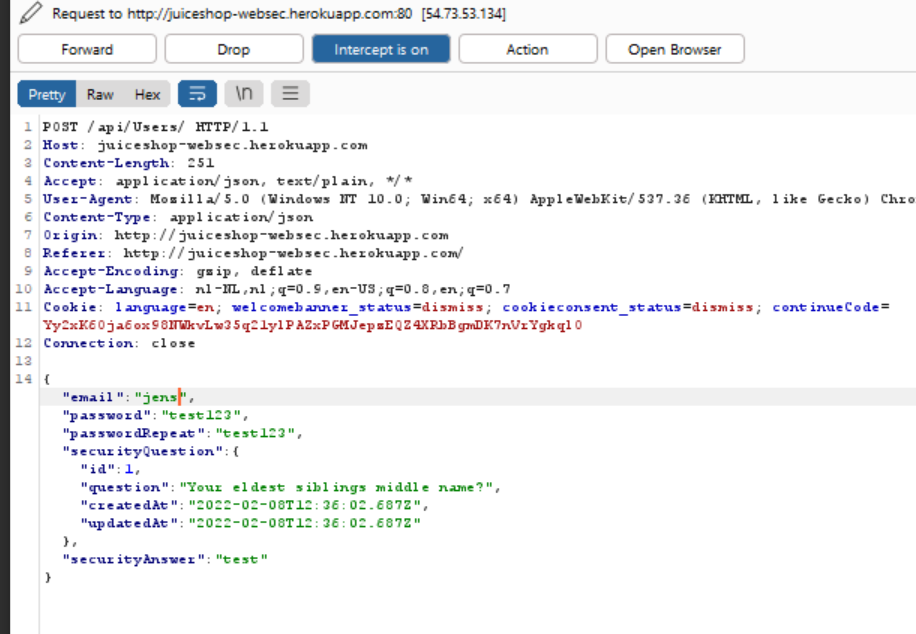 Request to http://juiceshop-websec.herokuapp.com:80 [54.73.53.134]
Forward Drop Intercept is on Action Open Browser
Pretty Raw Hex \n
1 POST /api/Users/ HTTP/1.1
2 Host: juiceshop-websec.herokuapp.com
3 Content-Length: 251
4 Accept: application/json, text/plain, */*
5 User-Agent: Mozilla/5.0 (Windows NT 10.0; Win64; x64) AppleWebKit/537.36 (KHTML, like Gecko) Chro
6 Content-Type: application/json
7 Origin: http://juiceshop-websec.herokuapp.com
8 Referer: http://juiceshop-websec.herokuapp.com/
9 Accept-Encoding: gzip, deflate
10 Accept-Language: nl-NL,nl;q=0.9,en-US;q=0.8,en;q=0.7
11 Cookie: language=en; welcomebanner_status=dismiss; cookieconsent_status=dismiss; continueCode=
12 Connection: close
13
14 {
"email":"jens",
"password":"test123",
"passwordRepeat":"test123",
"securityQuestion":{
"id":1,
"question":"Your eldest siblings middle name?",
"createdAt":"2022-02-08T12:36:02.687Z",
"updatedAt":"2022-02-08T12:36:02.687Z"
},
"securityAnswer":"test"
}